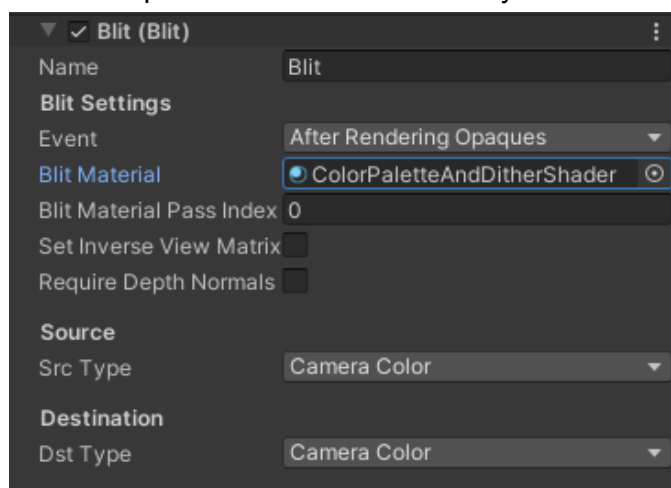 Blit (Blit)
Name Blit
Blit Settings
Event After Rendering Opaques
Blit Material ColorPaletteAndDitherShader
Blit Material Pass Index 0
Set Inverse View Matrix
Require Depth Normals
Source
Src Type Camera Color
Destination
Dst Type Camera Color